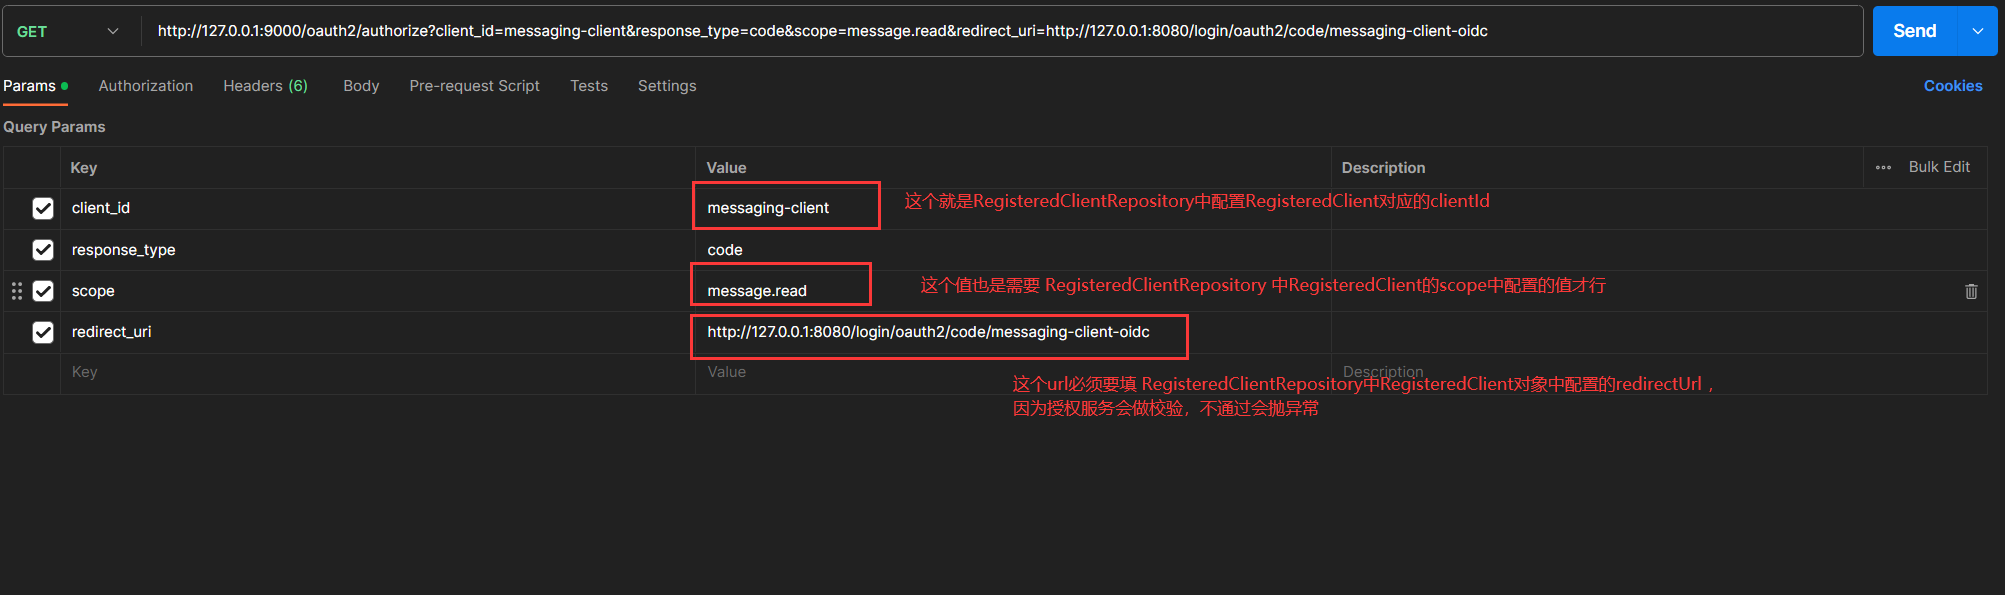 GET http://127.0.0.1:9000/oauth2/authorize?client_id=messaging-client&response_type=code&scope=message.read&redirect_uri=http://127.0.0.1:8080/login/oauth2/code/messaging-client-oidc Send
Params Authorization Headers (6) Body Pre-request Script Tests Settings Cookies
Query Params
Key Value Description Bulk Edit
client_id messaging-client 这个就是RegisteredClientRepository中配置RegisteredClient对应的clientId
response_type code
scope message.read 这个值也是需要 RegisteredClientRepository 中RegisteredClient的scope中配置的值才行
redirect_uri http://127.0.0.1:8080/login/oauth2/code/messaging-client-oidc
Key Value Description
这个url必须要填 RegisteredClientRepository中RegisteredClient对象中配置的redirectUrl ，
因为授权服务会做校验，不通过会抛异常